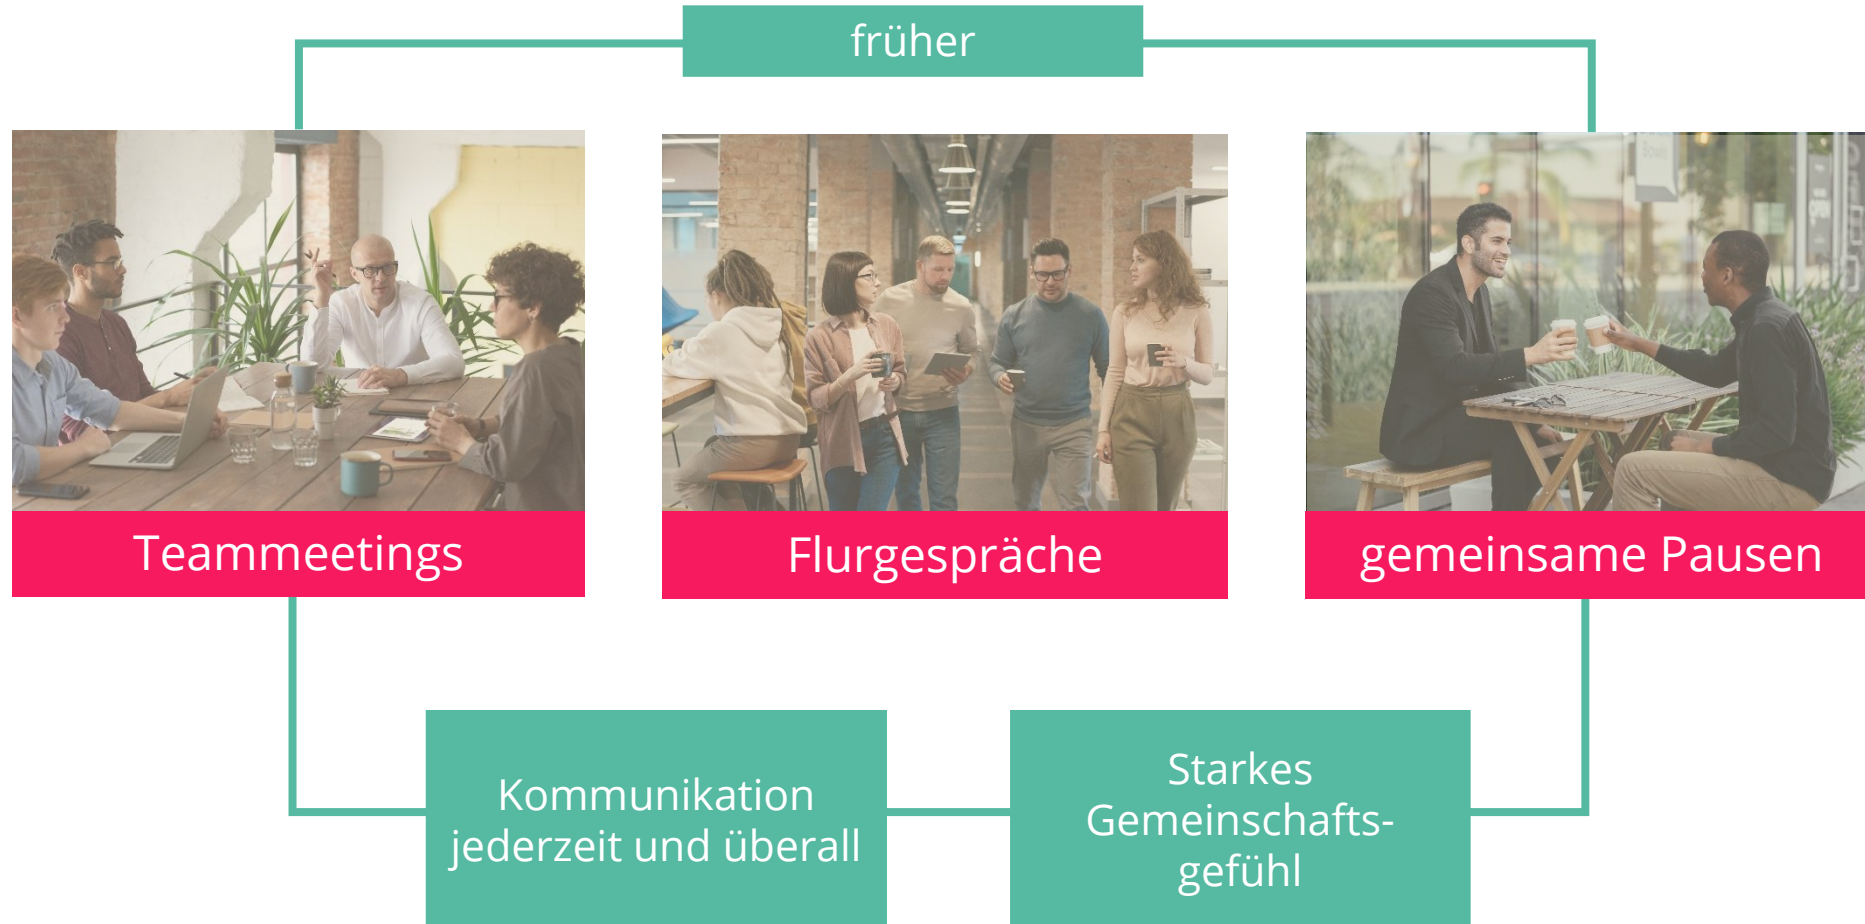 früher
Teammeetings
Flurgespräche
gemeinsame Pausen
Kommunikation
jederzeit und überall
Starkes
Gemeinschafts-
gefühl